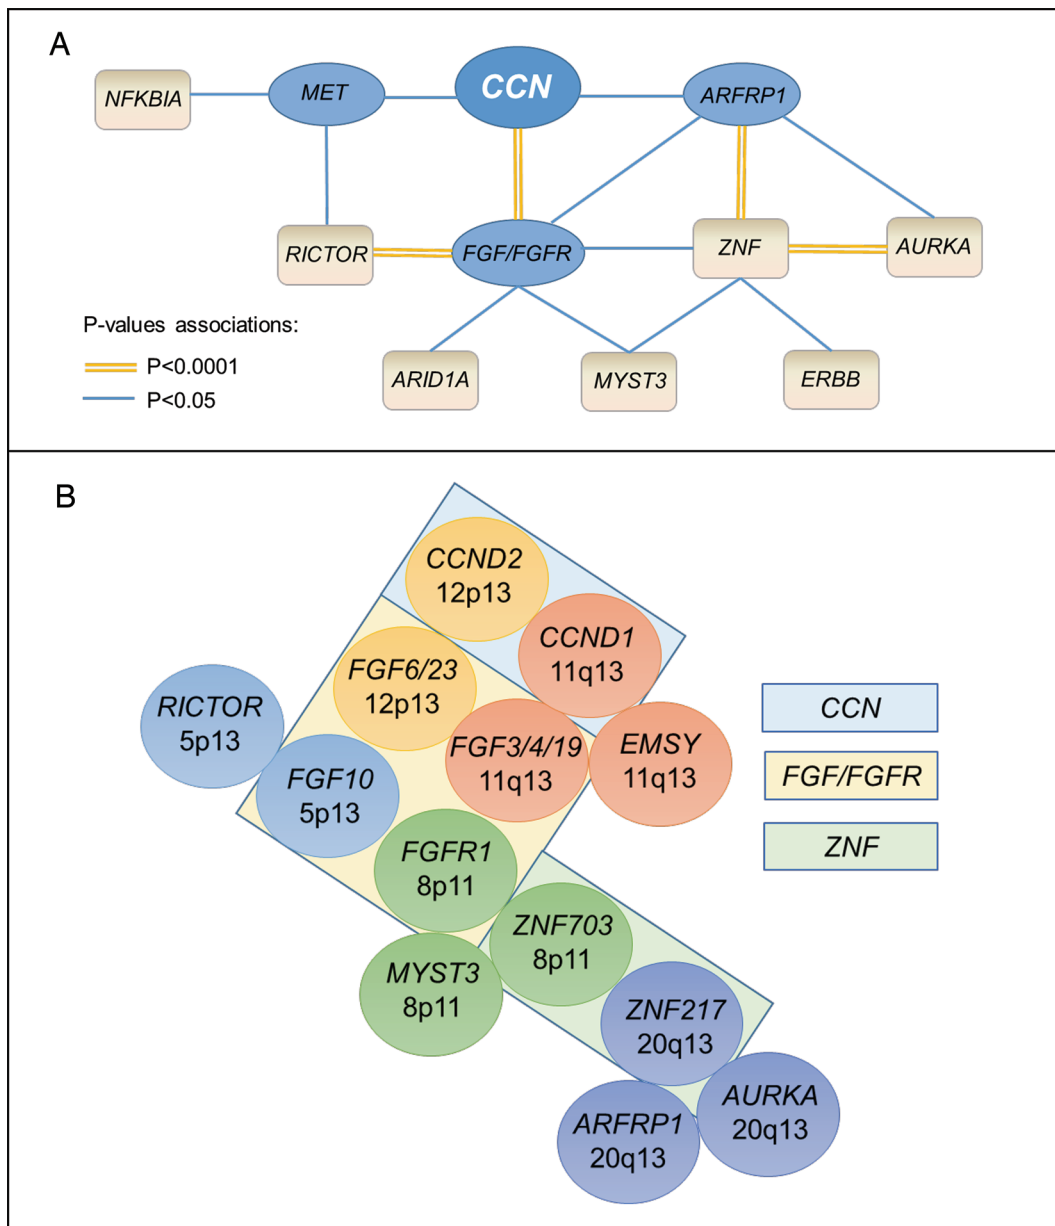 A
NFKBIA
MET
CCN
ARFRP1
RICTOR
FGF/FGFR
ZNF
AURKA
P-values associations:
P<0.0001
P<0.05
ARID1A
MYST3
ERBB
B
CCND2
12p13
CCND1
11q13
FGF6/23
12p13
RICTOR
5p13
FGF3/4/19
11q13
EMSY
11q13
FGF10
5p13
FGFR1
8p11
ZNF703
8p11
MYST3
8p11
ZNF217
20q13
AURKA
20q13
ARFRP1
20q13
CCN
FGF/FGFR
ZNF